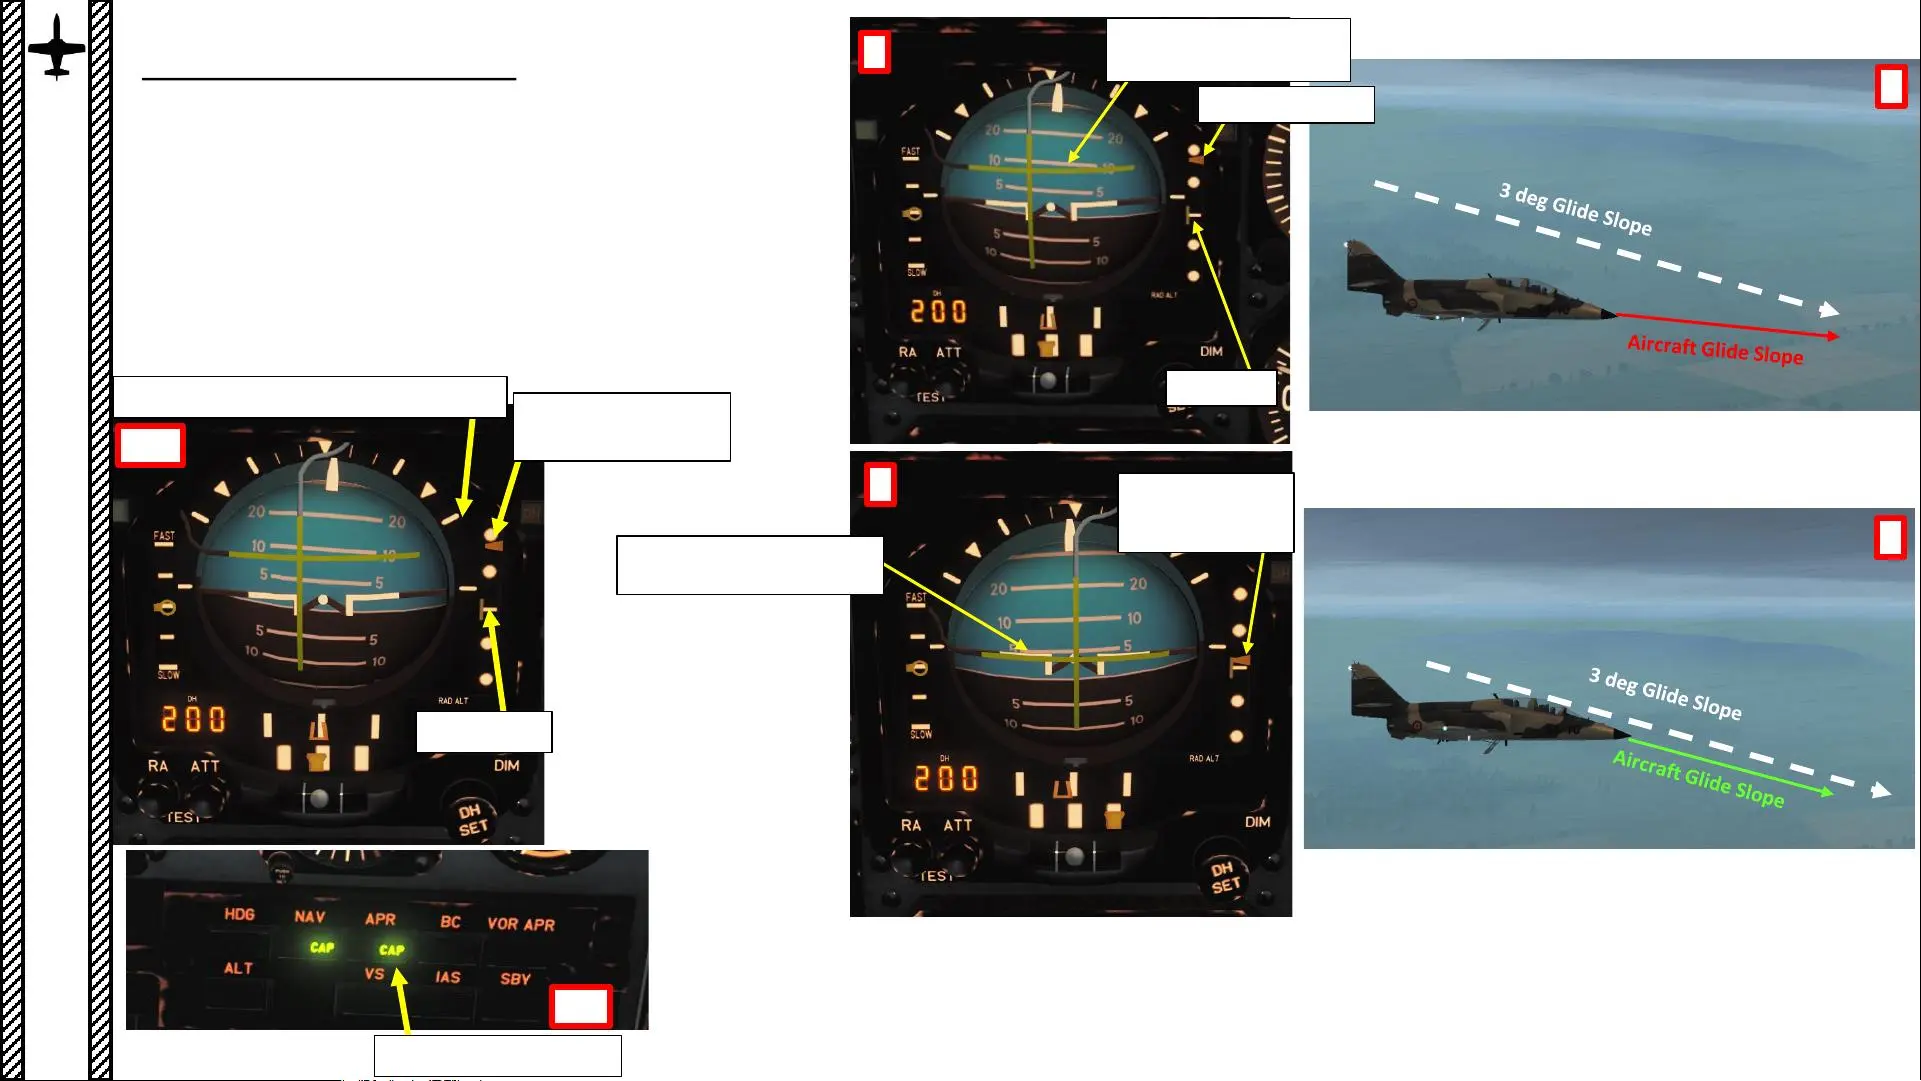 20 20
10 10
5 5
5 5
10 10
FAST
SLOW
DH
200
RAD ALT
RA ATT
TEST
DIM
3 deg Glide Slope
Aircraft Glide Slope
20 20
10 10
5 5
5 5
10 10
FAST
SLOW
DH
200
RAD ALT
RA ATT
TEST
DIM
DH
SET
20 20
10 10
5 5
5 5
10 10
FAST
SLOW
DH
200
RAD ALT
RA ATT
TEST
DIM
DH
SET
3 deg Glide Slope
Aircraft Glide Slope
HDG NAV APR BC VOR APR
CAP CAP
ALT VS IAS SBY